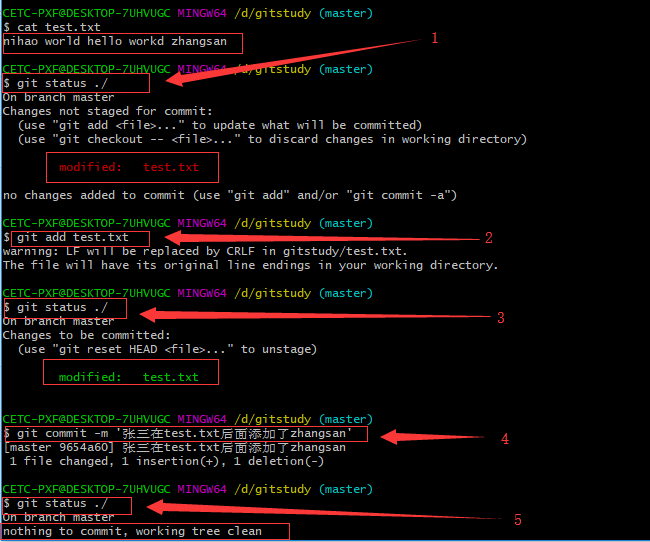 CETC-PXF@DESKTOP-7UHVUGC MINGW64 /d/gitstudy (master)
$ cat test.txt
nihao world hello workd zhangsan
1
CETC-PXF@DESKTOP-7UHVUGC MINGW64 /d/gitstudy (master)
$ git status ./
On branch master
Changes not staged for commit:
(use "git add <file>..." to update what will be committed)
(use "git checkout -- <file>..." to discard changes in working directory)
modified: test.txt
no changes added to commit (use "git add" and/or "git commit -a")
CETC-PXF@DESKTOP-7UHVUGC MINGW64 /d/gitstudy (master)
$ git add test.txt
2
warning: LF will be replaced by CRLF in gitstudy/test.txt.
The file will have its original line endings in your working directory.
CETC-PXF@DESKTOP-7UHVUGC MINGW64 /d/gitstudy (master)
$ git status ./
3
On branch master
Changes to be committed:
(use "git reset HEAD <file>..." to unstage)
modified: test.txt
CETC-PXF@DESKTOP-7UHVUGC MINGW64 /d/gitstudy (master)
$ git commit -m '张三在test.txt后面添加了zhangsan'
4
[master 9654a60] 张三在test.txt后面添加了zhangsan
1 file changed, 1 insertion(+), 1 deletion(-)
CETC-PXF@DESKTOP-7UHVUGC MINGW64 /d/gitstudy (master)
$ git status ./
5
On branch master
nothing to commit, working tree clean